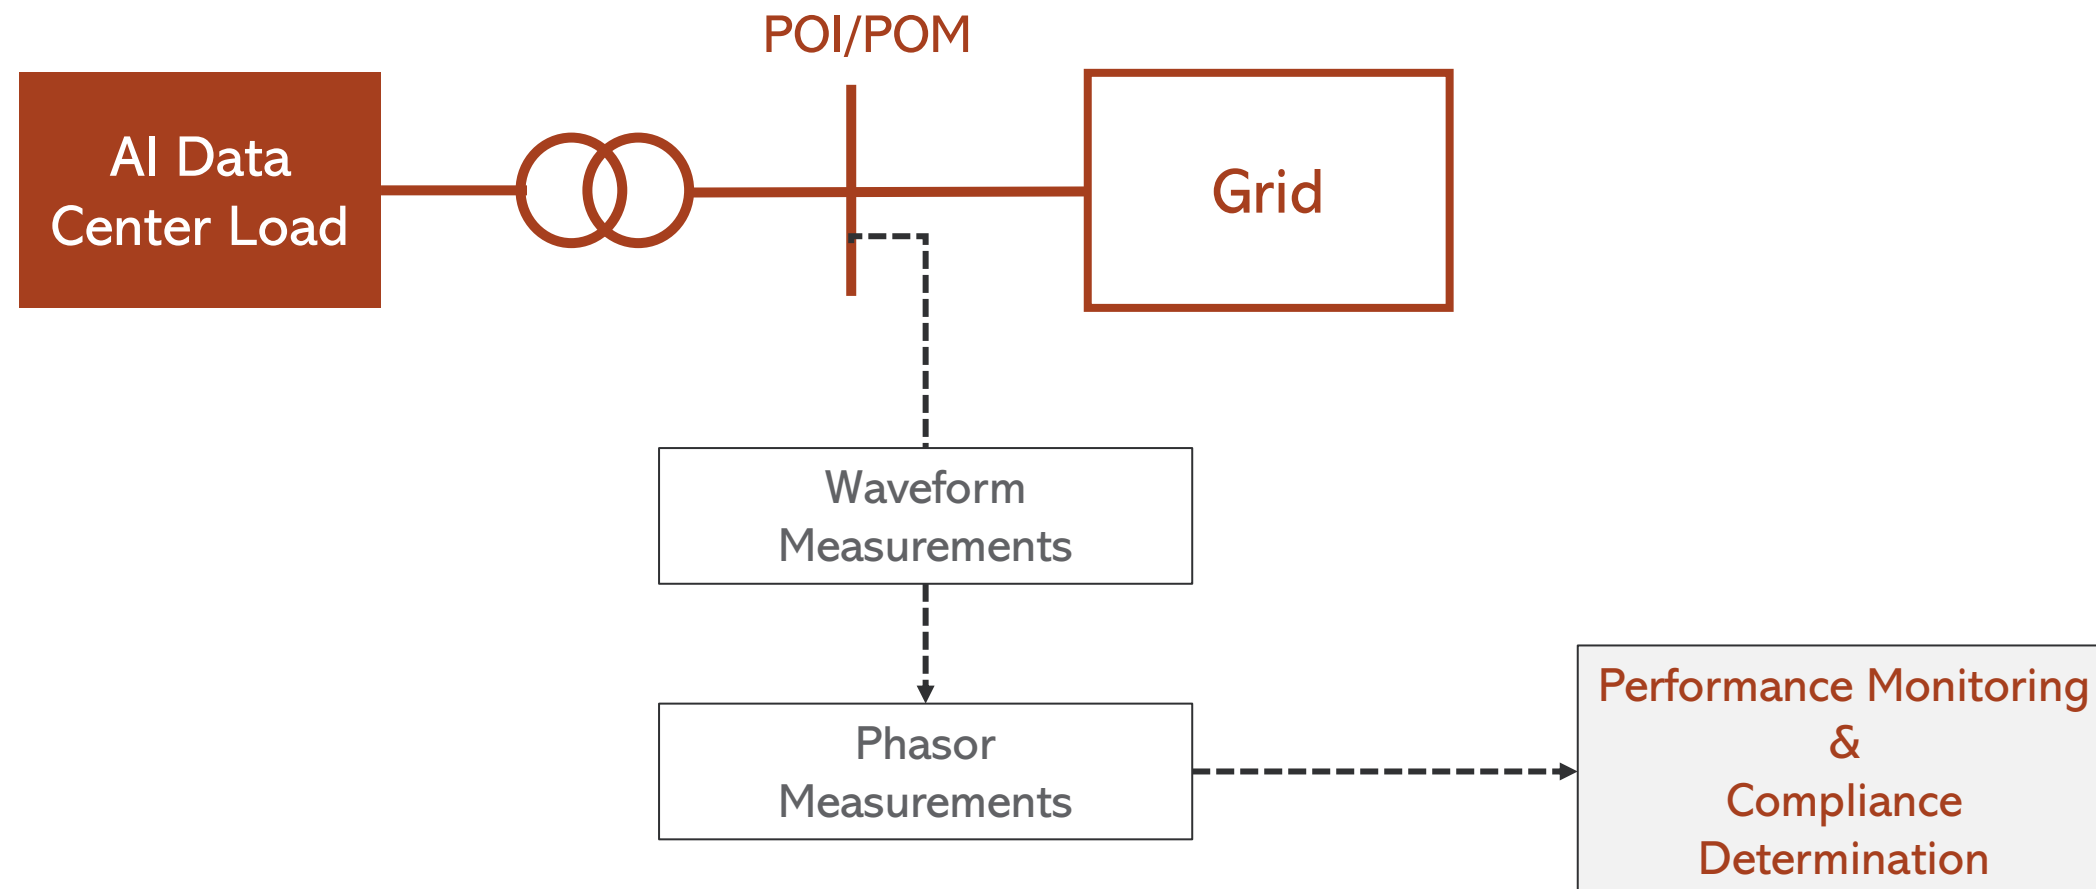 POI/POM
AI Data
Center Load
Grid
Waveform
Measurements
Phasor
Measurements
Performance Monitoring
&
Compliance
Determination